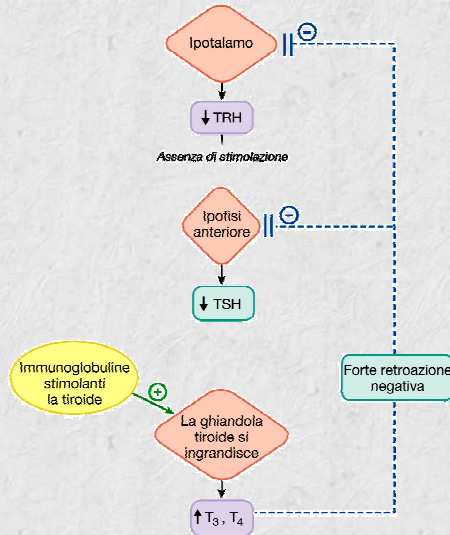 Ipotalamo
−
↓ TRH
Assenza di stimolazione
Ipofisi
anteriore
−
↓ TSH
Immunoglobuline
stimolanti
la tiroide
+
Forte retroazione
negativa
La ghiandola
tiroide si
ingrandisce
↑ T₃ , T₄